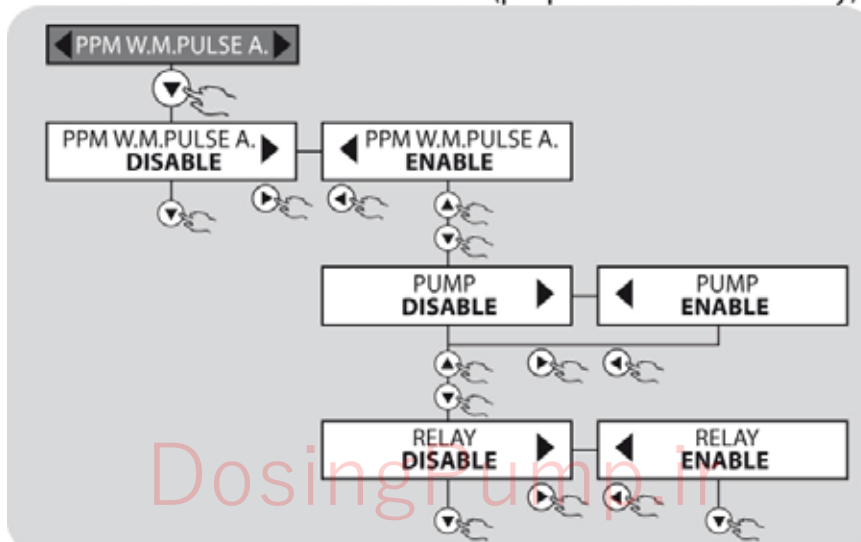 PPM W.M.PULSE A.
PPM W.M.PULSE A.
DISABLE
PPM W.M.PULSE A.
ENABLE
PUMP
DISABLE
PUMP
ENABLE
RELAY
DISABLE
RELAY
ENABLE
DosingPump.ir